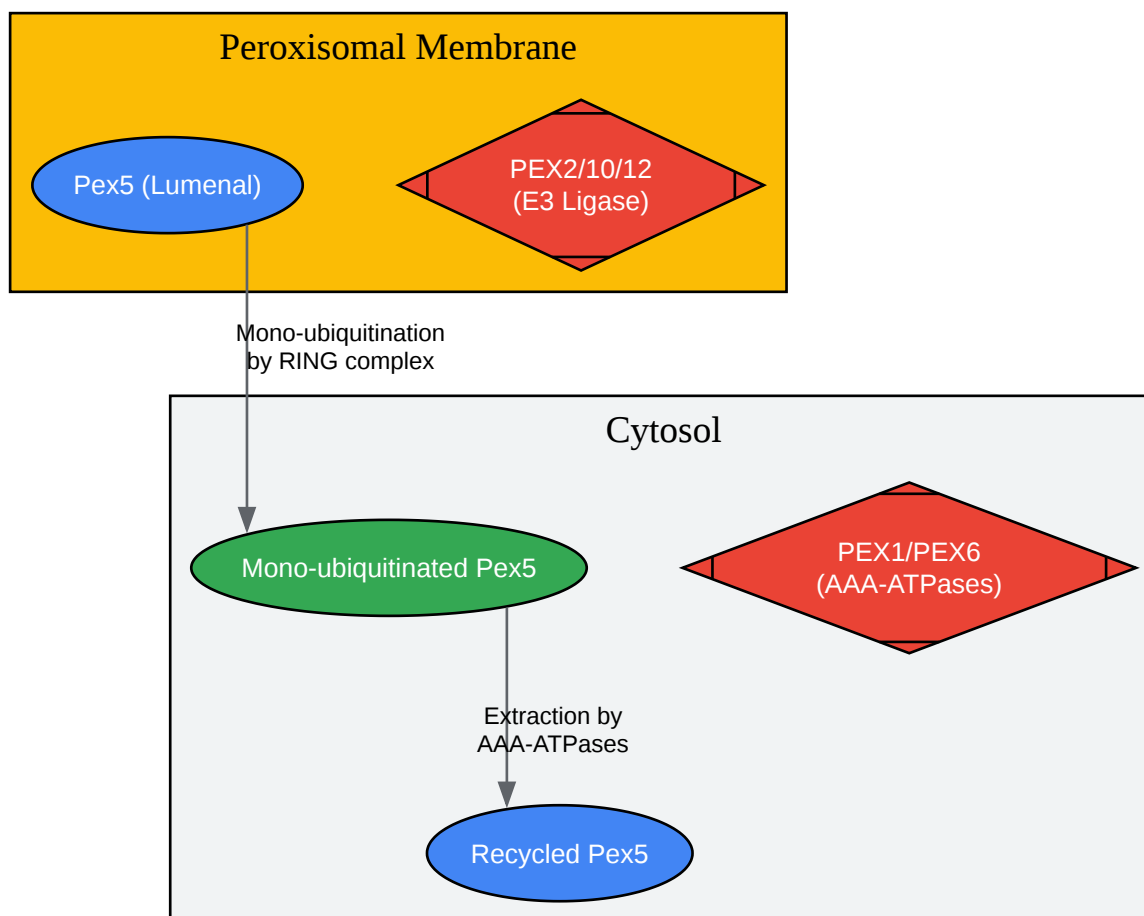 Peroxisomal Membrane
Pex5 (Lumenal)
PEX2/10/12
(E3 Ligase)
Mono-ubiquitination
by RING complex
Cytosol
Mono-ubiquitinated Pex5
PEX1/PEX6
(AAA-ATPases)
Extraction by
AAA-ATPases
Recycled Pex5